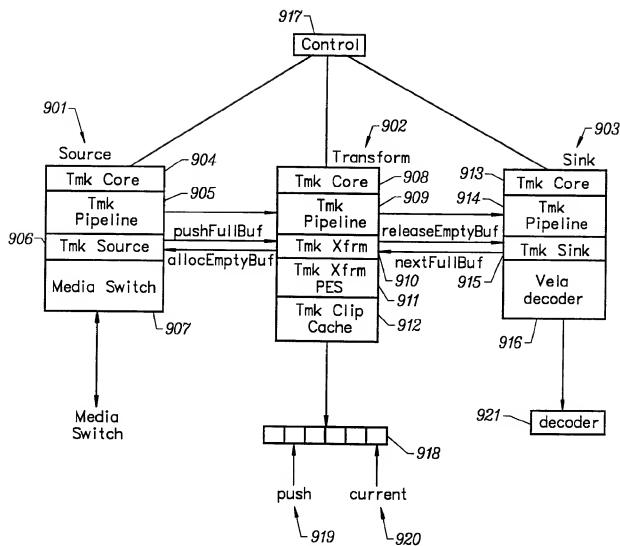 917
Control
901
902
903
Source
904
Transform
908
913
Sink
Tmk Core
905
Tmk Core
909
914
Tmk Core
Tmk
Pipeline
Tmk
Pipeline
Tmk
Pipeline
906
pushFullBuf
releaseEmptyBuf
Tmk Source
Tmk Xfrm
Tmk Sink
allocEmptyBuf
nextFullBuf
910
915
Media Switch
Tmk Xfrm
PES
911
Vela
decoder
907
Tmk Clip
Cache
912
916
Media
Switch
921
decoder
918
push
current
919
920